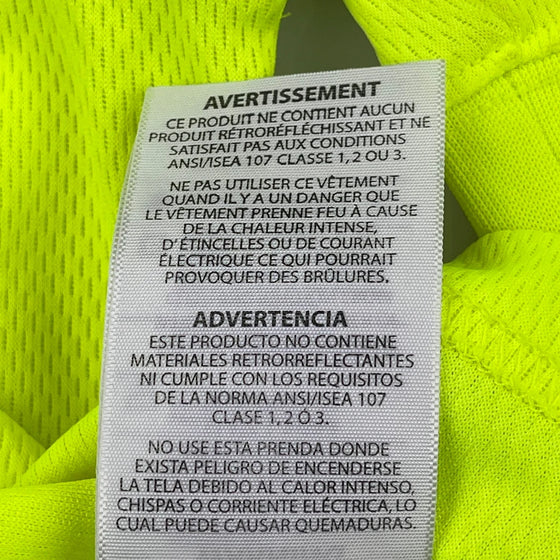 AVERTISSEMENT
CE PRODUIT NE CONTIENT AUCUN
PRODUIT RÉTRORÉFLÉCHISSANT ET NE
SATISFAIT PAS AUX CONDITIONS
ANSI/ISEA 107 CLASSE 1, 2 OU 3.
NE PAS UTILISER CE VÊTEMENT
QUAND IL Y A UN DANGER QUE
LE VÊTEMENT PRENNE FEU À CAUSE
DE LA CHALEUR INTENSE,
D'ÉTINCELLES OU DE COURANT
ÉLECTRIQUE CE QUI POURRAIT
PROVOQUER DES BRÛLURES.
ADVERTENCIA
ESTE PRODUCTO NO CONTIENE
MATERIALES RETRORREFLECTANTES
NI CUMPLE CON LOS REQUISITOS
DE LA NORMA ANSI/ISEA 107
CLASE 1, 2 Ó 3.
NO USE ESTA PRENDA DONDE
EXISTA PELIGRO DE ENCENDERSE
LA TELA DEBIDO AL CALOR INTENSO,
CHISPAS O CORRIENTE ELÉCTRICA, LO
CUAL PUEDE CAUSAR QUEMADURAS.